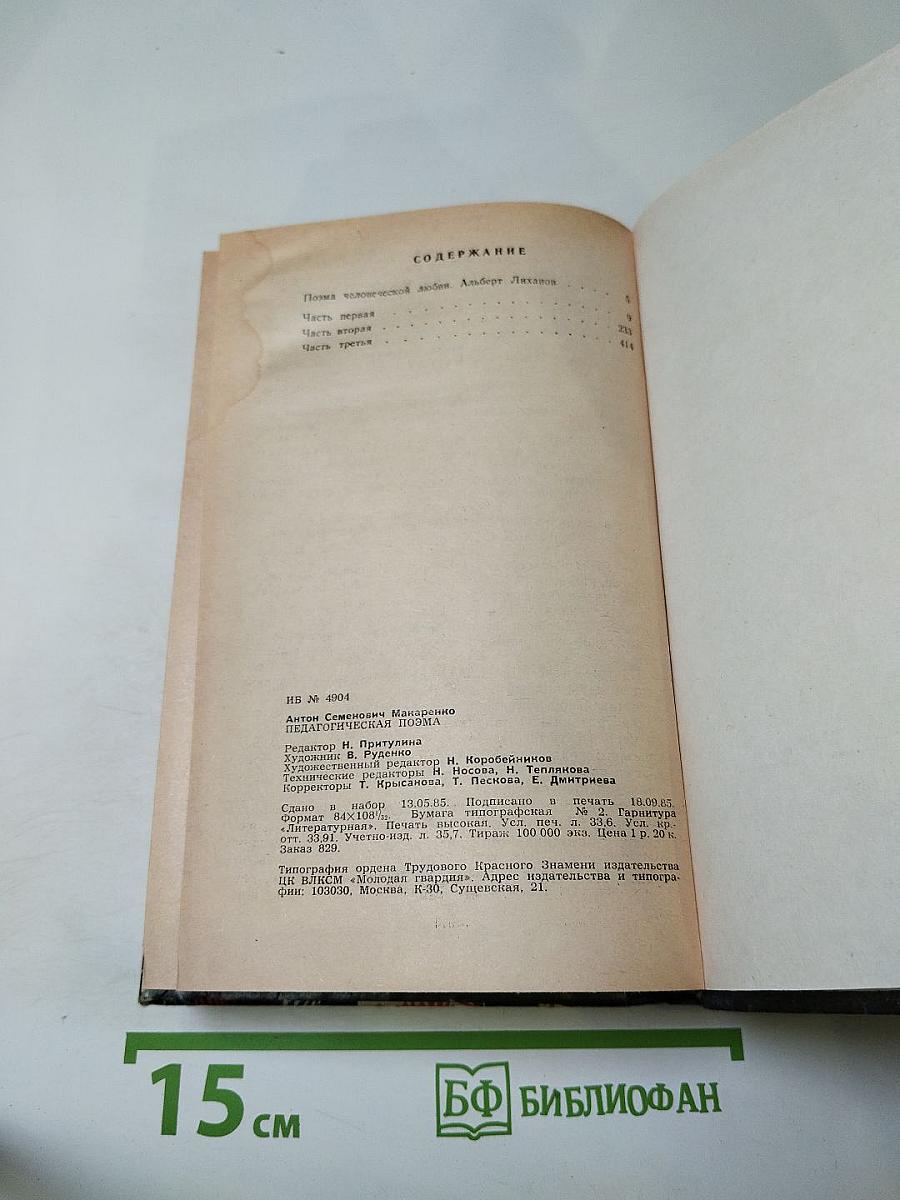 СОДЕРЖАНИЕ
Поэма человеческой любви. Альберт Лиханов . . . . 5
Часть первая . . . . . . . . . . . . . 9
Часть вторая . . . . . . . . . . . . . 233
Часть третья . . . . . . . . . . . . . 414
ИБ № 4904
Антон Семенович Макаренко
ПЕДАГОГИЧЕСКАЯ ПОЭМА
Редактор Н. Притулина
Художник В. Руденко
Художественный редактор Н. Коробейников
Технические редакторы Н. Носова, Н. Теплякова
Корректоры Т. Крысанова, Т. Пескова, Е. Дмитриева
Сдано в набор 13.05.85. Подписано в печать 18.09.85.
Формат 84×108¹/₃₂. Бумага типографская № 2. Гарнитура
«Литературная». Печать высокая. Усл. печ. л. 33,6. Усл. кр.-
отт. 33,91. Учетно-изд. л. 35,7. Тираж 100 000 экз. Цена 1 р. 20 к.
Заказ 829.
Типография ордена Трудового Красного Знамени издательства
ЦК ВЛКСМ «Молодая гвардия». Адрес издательства и типогра-
фии: 103030, Москва, К-30, Сущевская, 21.
15 см
БФ БИБЛИОФАН